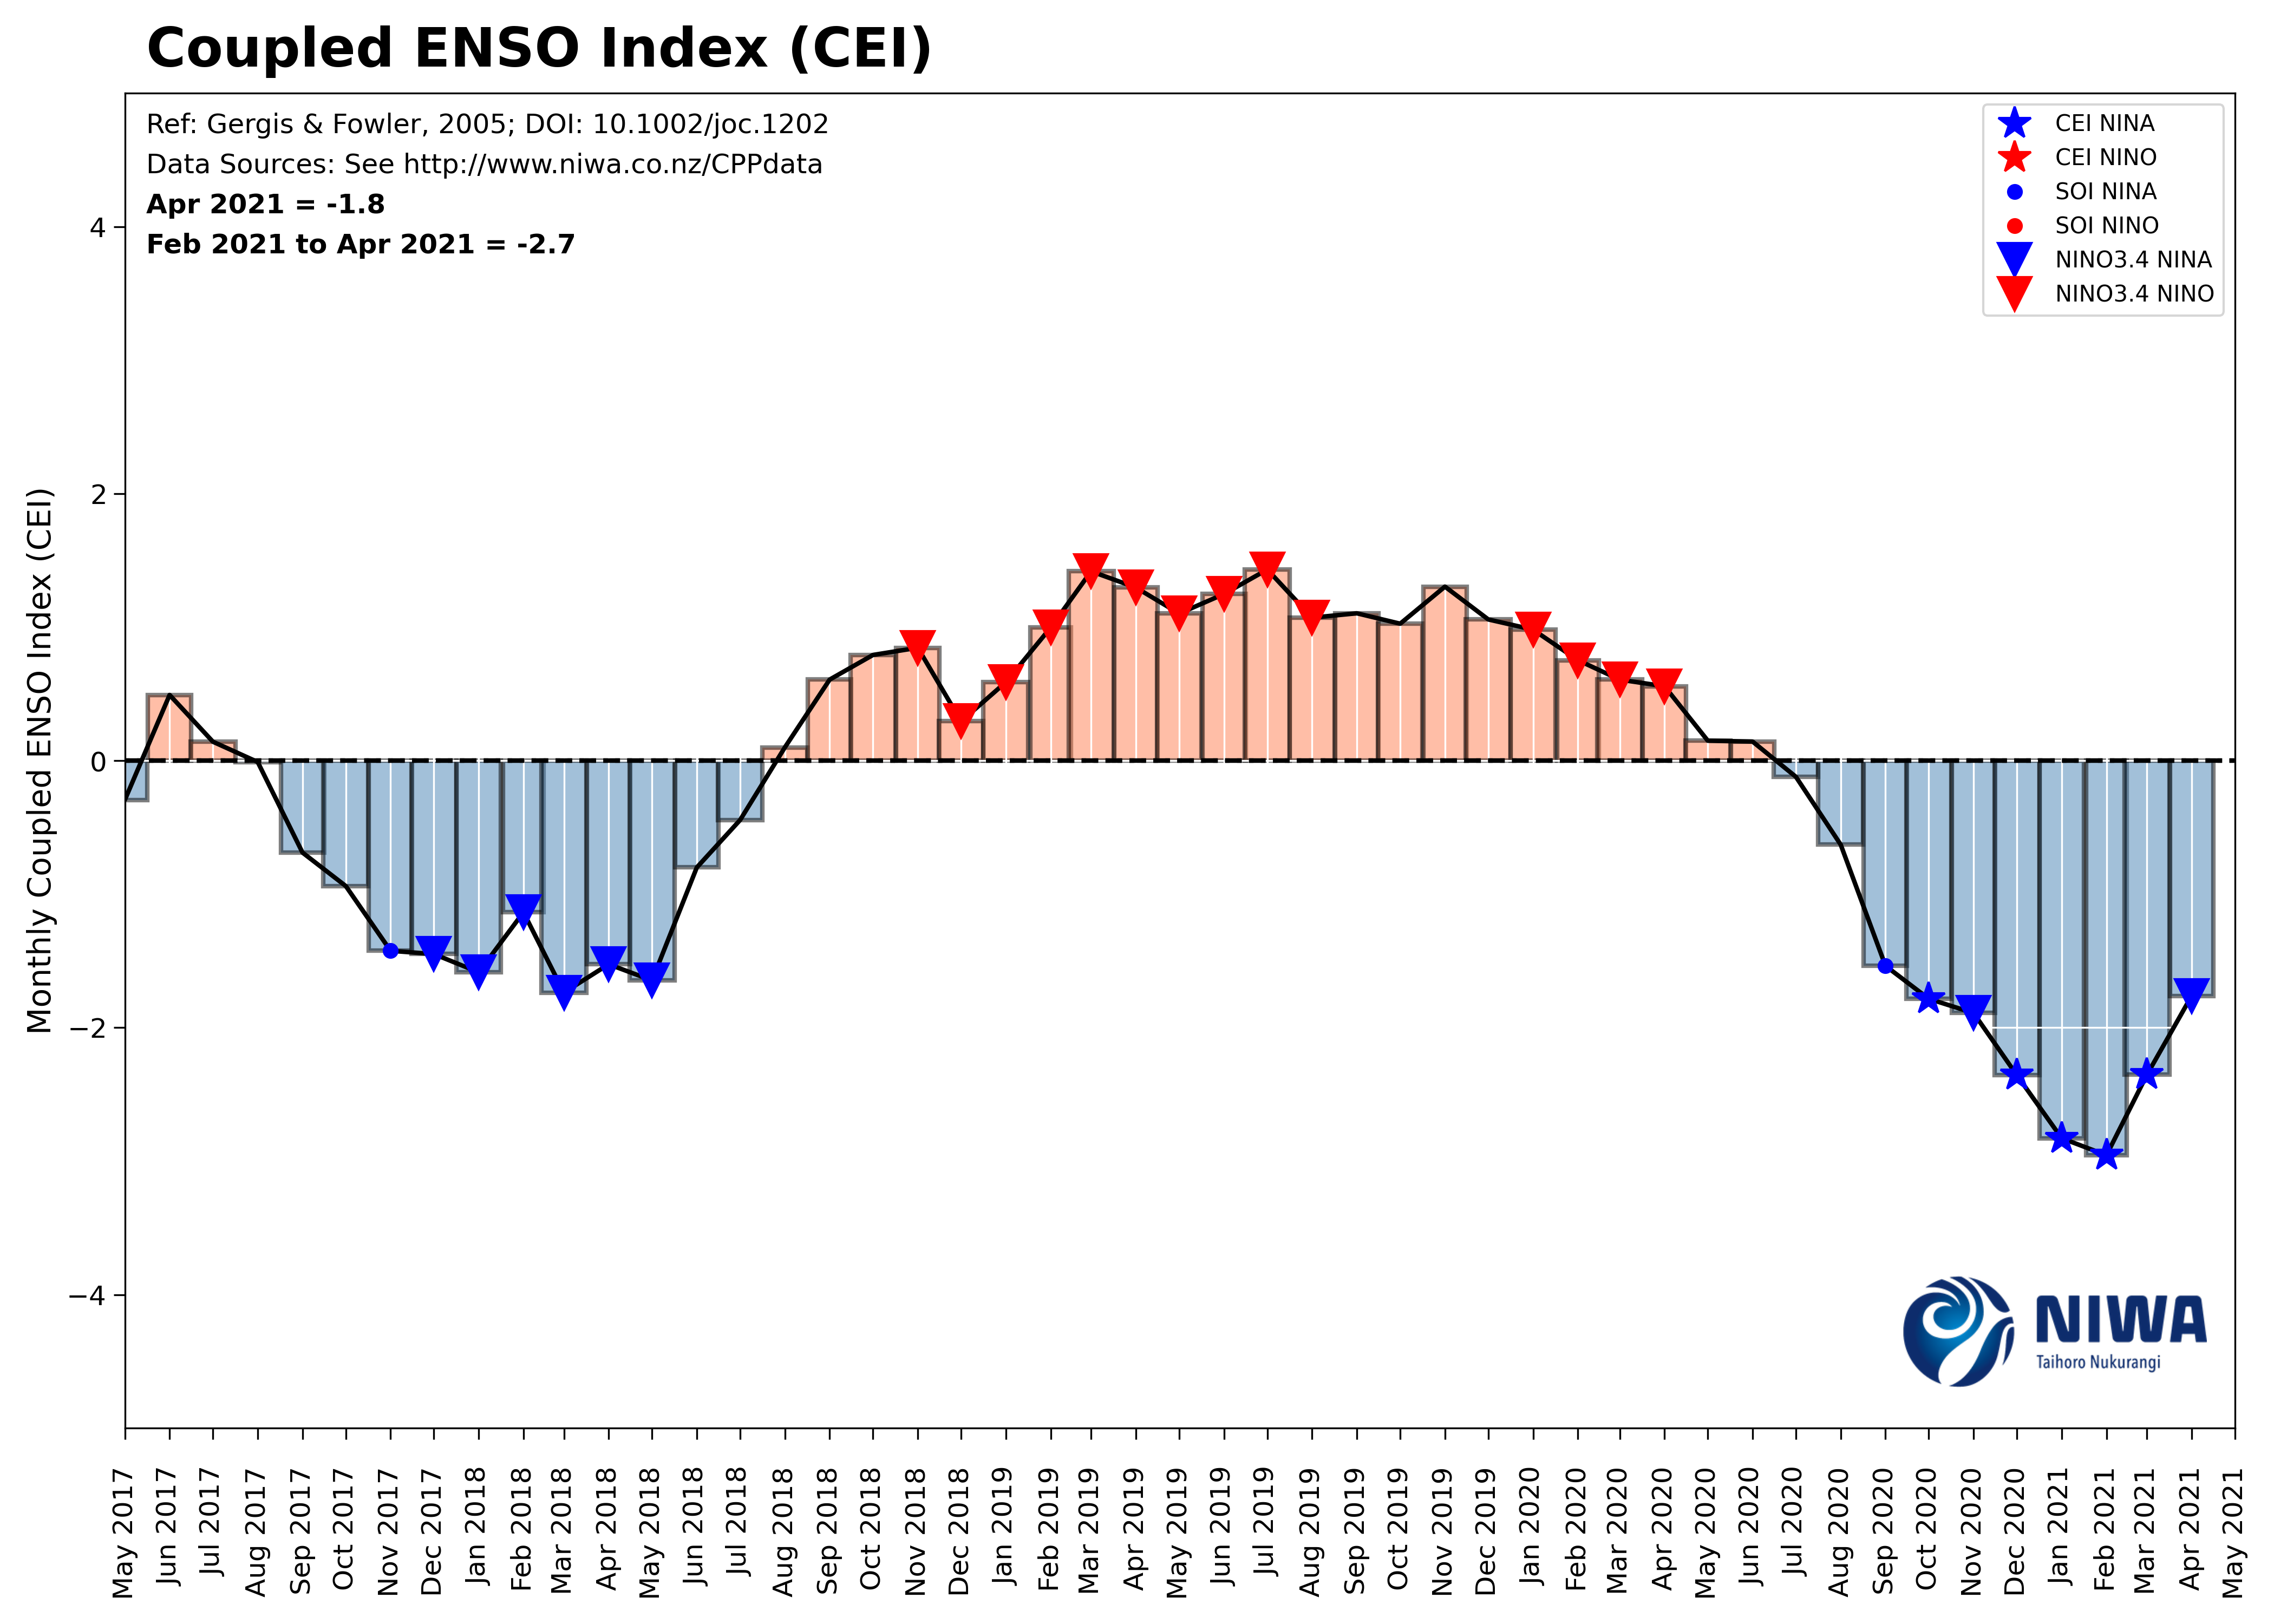 Coupled ENSO Index (CEI)
Ref: Gergis & Fowler, 2005; DOI: 10.1002/joc.1202
Data Sources: See http://www.niwa.co.nz/CPPdata
Apr 2021 = -1.8
Feb 2021 to Apr 2021 = -2.7
CEI NINA
CEI NINO
SOI NINA
SOI NINO
NINO3.4 NINA
NINO3.4 NINO
Monthly Coupled ENSO Index (CEI)
4
2
0
−2
−4
NIWA
Taihoro Nukurangi
May 2017
Jun 2017
Jul 2017
Aug 2017
Sep 2017
Oct 2017
Nov 2017
Dec 2017
Jan 2018
Feb 2018
Mar 2018
Apr 2018
May 2018
Jun 2018
Jul 2018
Aug 2018
Sep 2018
Oct 2018
Nov 2018
Dec 2018
Jan 2019
Feb 2019
Mar 2019
Apr 2019
May 2019
Jun 2019
Jul 2019
Aug 2019
Sep 2019
Oct 2019
Nov 2019
Dec 2019
Jan 2020
Feb 2020
Mar 2020
Apr 2020
May 2020
Jun 2020
Jul 2020
Aug 2020
Sep 2020
Oct 2020
Nov 2020
Dec 2020
Jan 2021
Feb 2021
Mar 2021
Apr 2021
May 2021